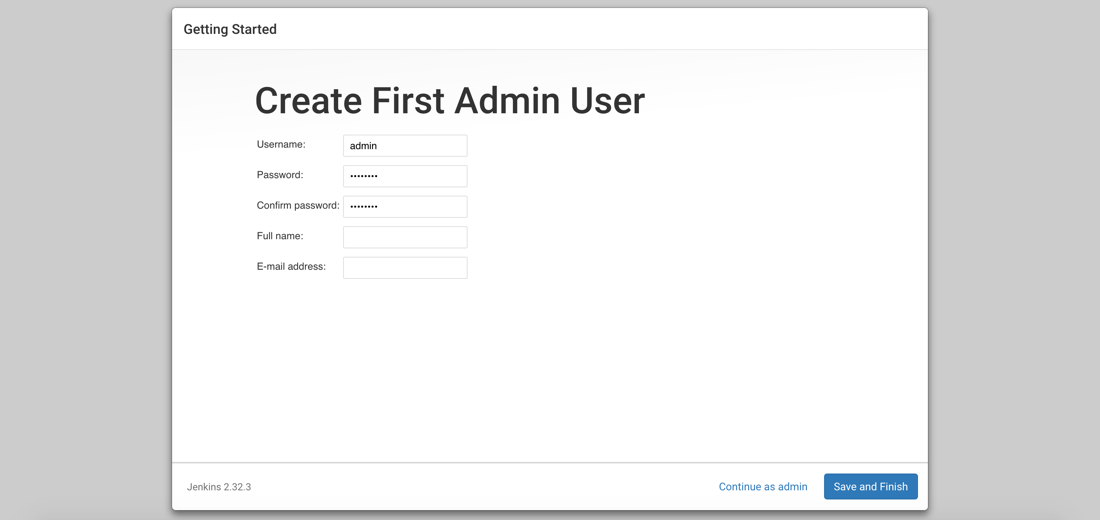 Getting Started
Create First Admin User
Username: admin
Password: ••••••••
Confirm password: ••••••••
Full name:
E-mail address:
Jenkins 2.32.3 Continue as admin Save and Finish